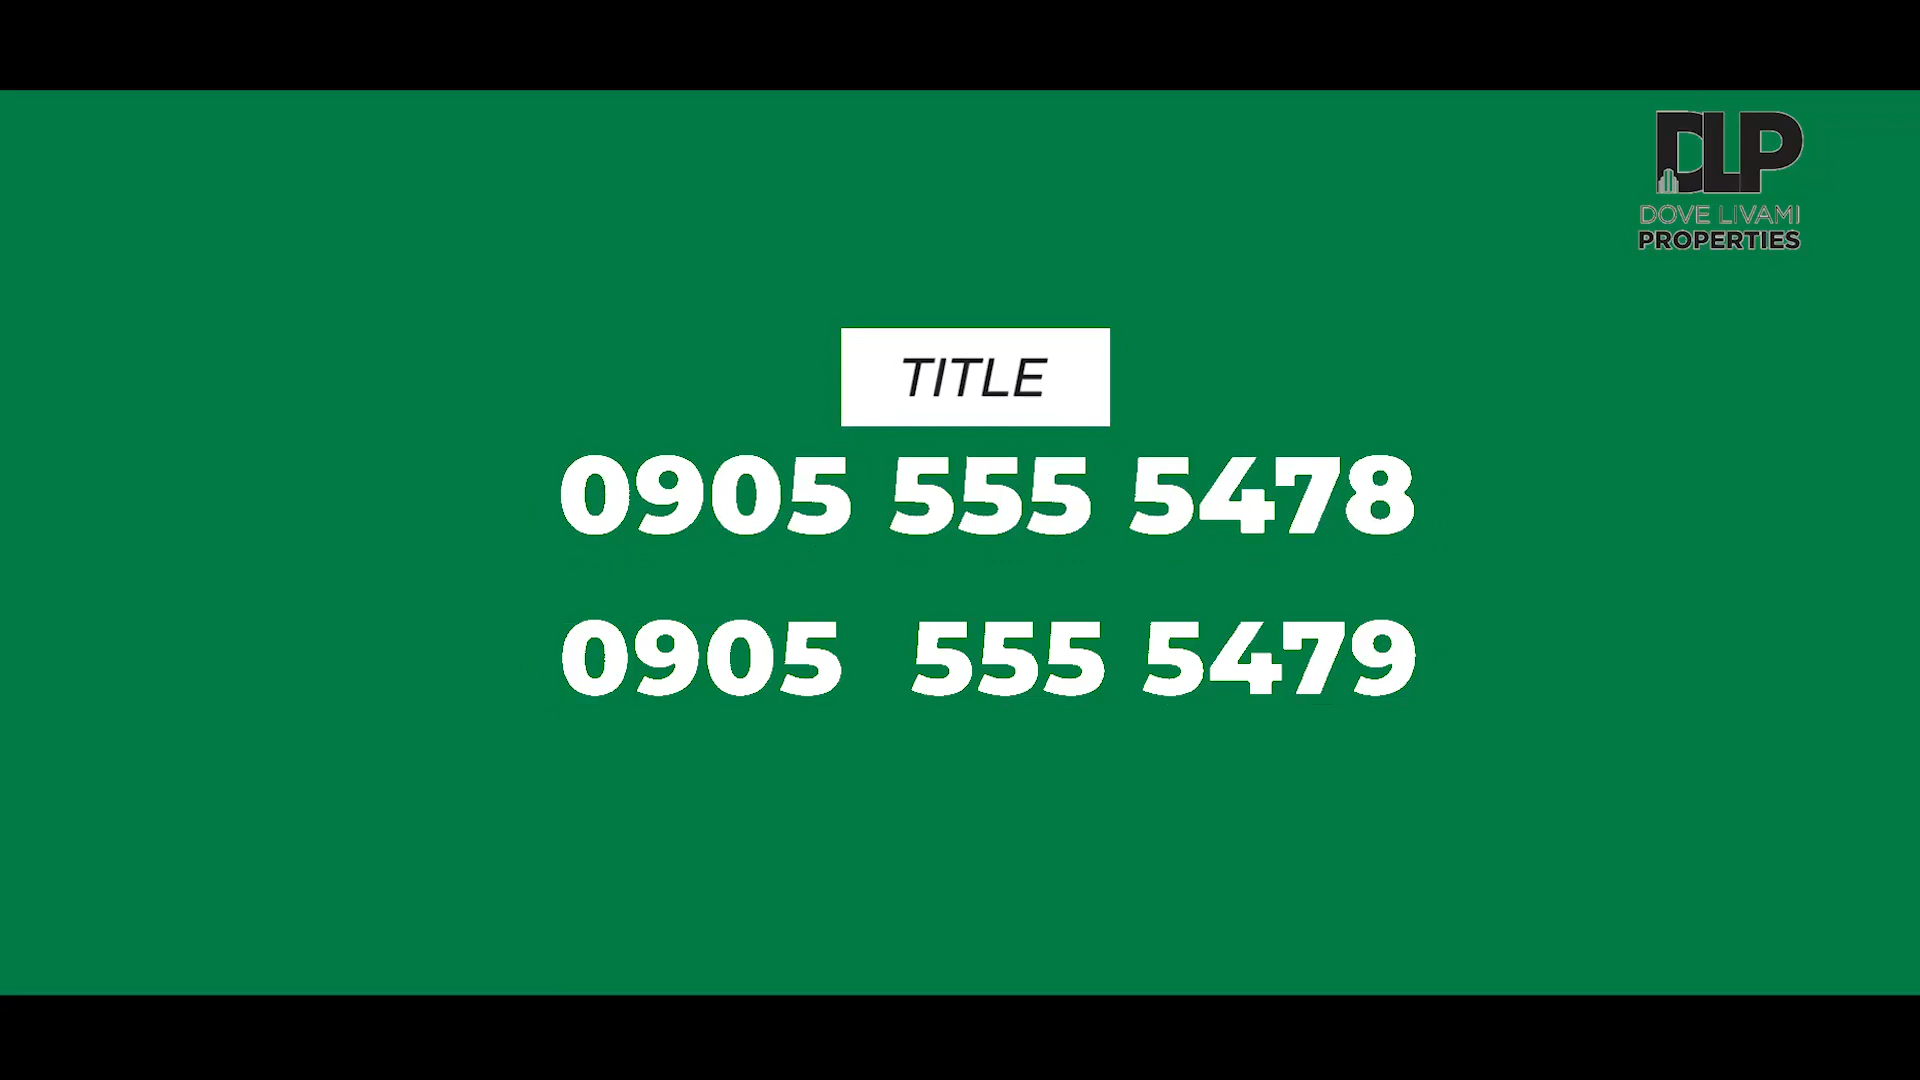 DLP
DOVE LIVAMI
PROPERTIES
TITLE
0905 555 5478
0905 555 5479